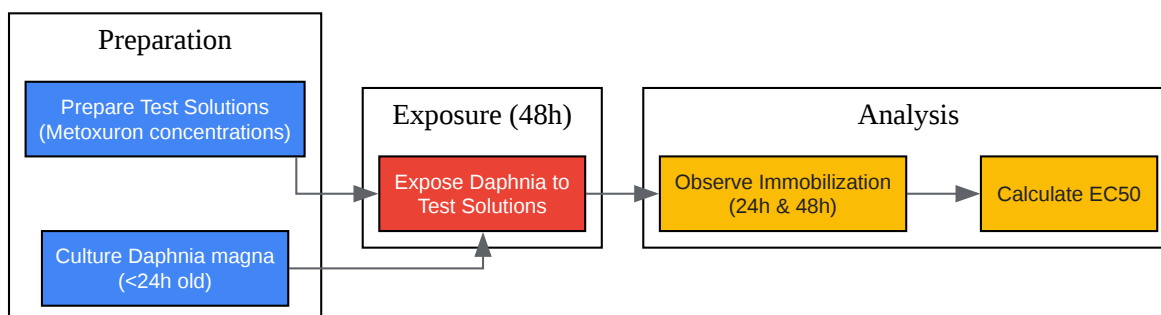 Preparation
Prepare Test Solutions
(Metoxuron concentrations)
Culture Daphnia magna
(<24h old)
Exposure (48h)
Expose Daphnia to
Test Solutions
Analysis
Observe Immobilization
(24h & 48h)
Calculate EC50